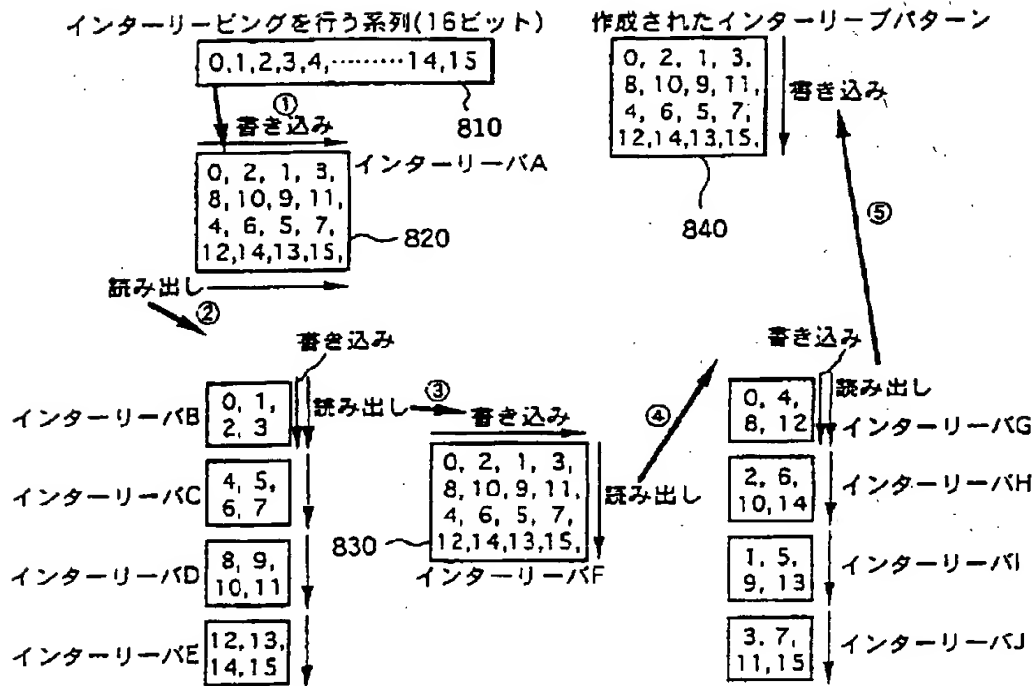 インターリービングを行う系列(16ビット)
0,1,2,3,4,………14,15
810
①
書き込み
インターリーバA
0, 2, 1, 3,
8, 10, 9, 11,
4, 6, 5, 7,
12,14,13,15,
820
読み出し
②
作成されたインターリーブパターン
0, 2, 1, 3,
8, 10, 9, 11,
4, 6, 5, 7,
12,14,13,15,
書き込み
840
⑤
書き込み
インターリーバB
0, 1,
2, 3
読み出し
③
インターリーバC
4, 5,
6, 7
インターリーバD
8, 9,
10,11
インターリーバE
12,13,
14,15
書き込み
0, 2, 1, 3,
8, 10, 9, 11,
4, 6, 5, 7,
12,14,13,15,
830
インターリーバF
読み出し
④
書き込み
0, 4,
8, 12
読み出し
インターリーバG
2, 6,
10,14
インターリーバH
1, 5,
9, 13
インターリーバI
3, 7,
11,15
インターリーバJ